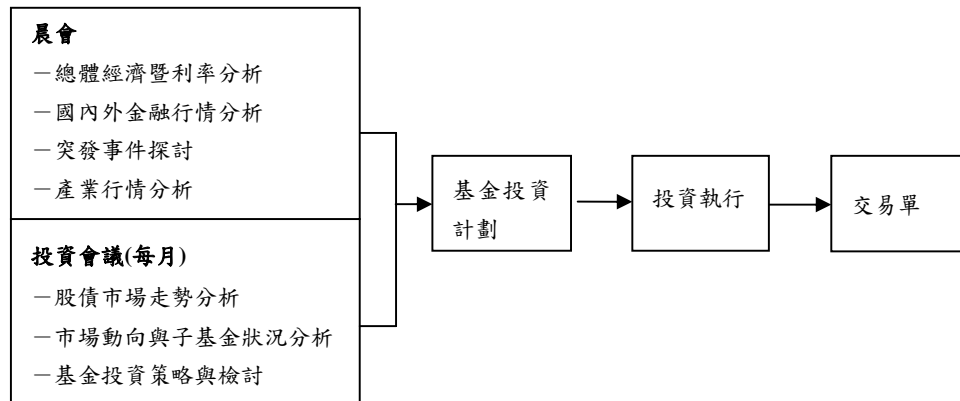 晨會
－總體經濟暨利率分析
－國內外金融行情分析
－突發事件探討
－產業行情分析
投資會議(每月)
－股債市場走勢分析
－市場動向與子基金狀況分析
－基金投資策略與檢討
基金投資
計劃
投資執行
交易單